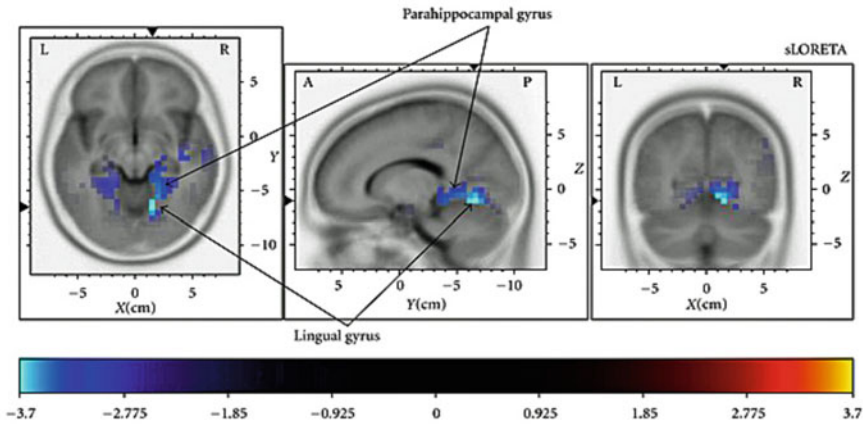 Parahippocampal gyrus
sLORETA
L R
5
0
Y
−5
−10
−5 0 5
X(cm)
A P
5
0
Z
−5
5 0 −5 −10
Y(cm)
L R
5
0
Z
−5
−5 0 5
X(cm)
Lingual gyrus
−3.7 −2.775 −1.85 −0.925 0 0.925 1.85 2.775 3.7